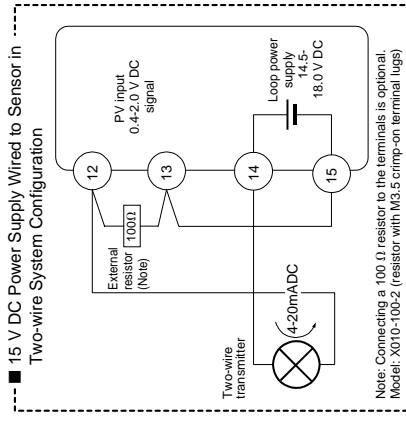 ■ 15 V DC Power Supply Wired to Sensor in
Two-wire System Configuration
PV input
0.4-2.0 V DC
signal
12
13
14
15
External
resistor
(Note)
100Ω
Loop power
supply
14.5-
18.0 V DC
Two-wire
transmitter
4-20mADC
Note: Connecting a 100 Ω resistor to the terminals is optional.
Model: X010-100-2 (resistor with M3.5 crimp-on terminal lugs)